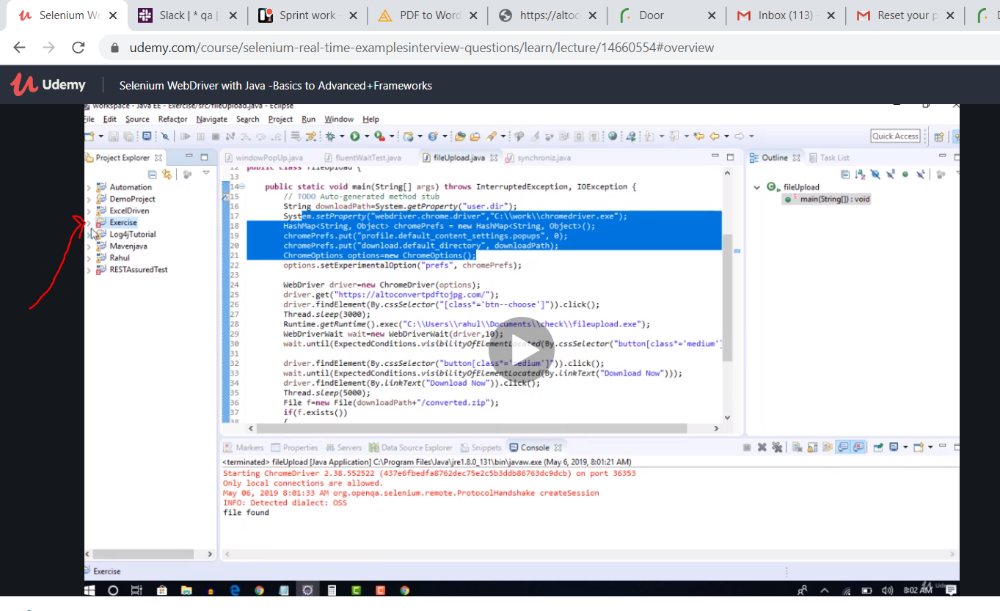 Selenium We
Slack | * qa |
Sprint work -
PDF to Word
https://altoc
Door
Inbox (113) -
Reset your p
udemy.com/course/selenium-real-time-examplesinterview-questions/learn/lecture/14660554#overview
Udemy
Selenium WebDriver with Java -Basics to Advanced+Frameworks
workspace - Java EE - Exercise/src/fileUpload.java - Eclipse
File Edit Source Refactor Navigate Search Project Run Window Help
Quick Access
Project Explorer
windowPopUp.java
fluentWaitTest.java
fileUpload.java
synchroniz.java
Outline
Task List
Automation
DemoProject
ExcelDriven
Exercise
Log4jTutorial
Mavenjava
Rahul
RESTAssuredTest
12 public class fileUpload {
13
14 public static void main(String[] args) throws InterruptedException, IOException {
15 // TODO Auto-generated method stub
16 String downloadPath=System.getProperty("user.dir");
17 System.setProperty("webdriver.chrome.driver","C:\\work\\chromedriver.exe");
18 HashMap<String, Object> chromePrefs = new HashMap<String, Object>();
19 chromePrefs.put("profile.default_content_settings.popups", 0);
20 chromePrefs.put("download.default_directory", downloadPath);
21 ChromeOptions options=new ChromeOptions();
22 options.setExperimentalOption("prefs", chromePrefs);
23
24 WebDriver driver=new ChromeDriver(options);
25 driver.get("https://altoconvertpdftojpg.com/");
26 driver.findElement(By.cssSelector("[class*='btn--choose']")).click();
27 Thread.sleep(3000);
28 Runtime.getRuntime().exec("C:\\Users\\rahul\\Documents\\check\\fileupload.exe");
29 WebDriverWait wait=new WebDriverWait(driver,10);
30 wait.until(ExpectedConditions.visibilityOfElementLocated(By.cssSelector("button[class*='medium']
31
32 driver.findElement(By.cssSelector("button[class*='medium']")).click();
33 wait.until(ExpectedConditions.visibilityOfElementLocated(By.linkText("Download Now")));
34 driver.findElement(By.linkText("Download Now")).click();
35 Thread.sleep(5000);
36 File f=new File(downloadPath+"/converted.zip");
37 if(f.exists())
38 {
fileUpload
main(String[]) : void
Markers
Properties
Servers
Data Source Explorer
Snippets
Console
<terminated> fileUpload [Java Application] C:\Program Files\Java\jre1.8.0_131\bin\javaw.exe (May 6, 2019, 8:01:21 AM)
Starting ChromeDriver 2.38.552522 (437e6fbedfa8762dec75e2c5b3ddb86763dc9dcb) on port 36353
Only local connections are allowed.
May 06, 2019 8:01:33 AM org.openqa.selenium.remote.ProtocolHandshake createSession
INFO: Detected dialect: OSS
file found
Exercise
8:02 AM